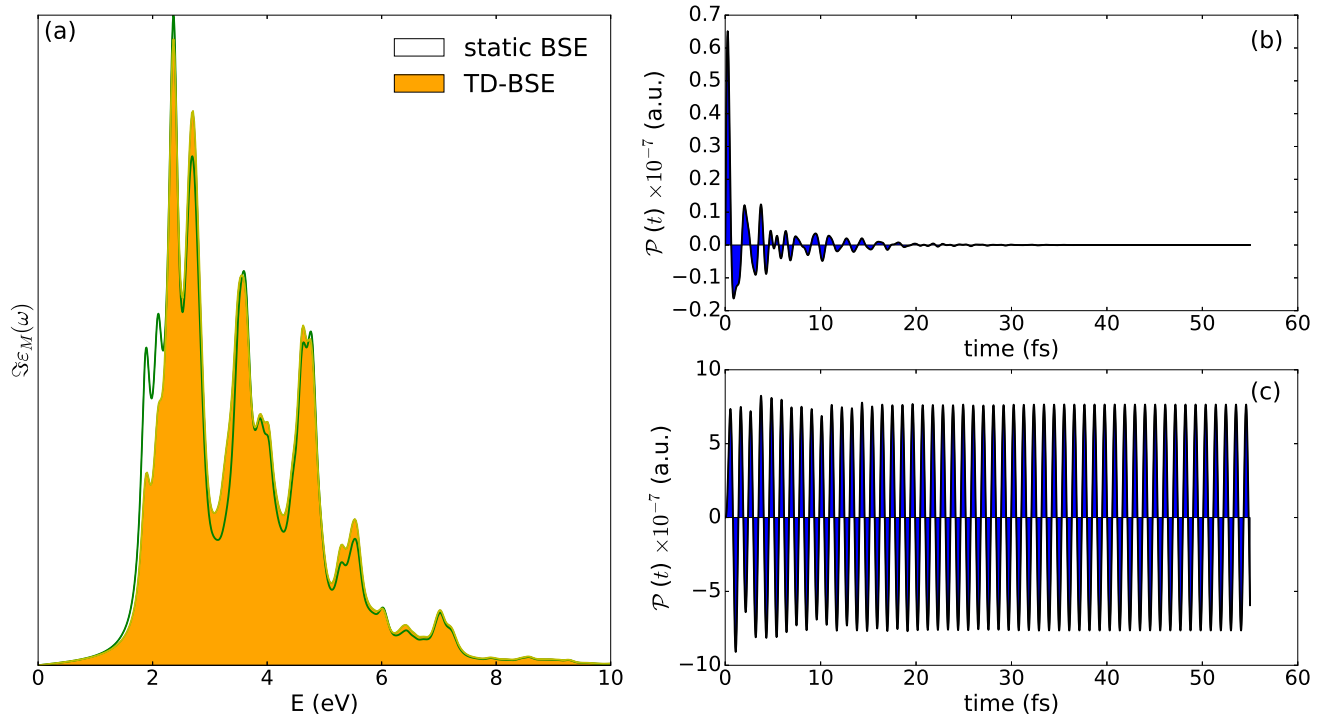 (a)
static BSE
TD-BSE
ℑε_M(ω)
0 2 4 6 8 10
E (eV)
(b)
0.7
0.6
0.5
0.4
0.3
0.2
0.1
0.0
−0.1
−0.2
𝒫 (t) ×10⁻⁷ (a.u.)
0 10 20 30 40 50 60
time (fs)
(c)
10
5
0
−5
−10
𝒫 (t) ×10⁻⁷ (a.u.)
0 10 20 30 40 50 60
time (fs)